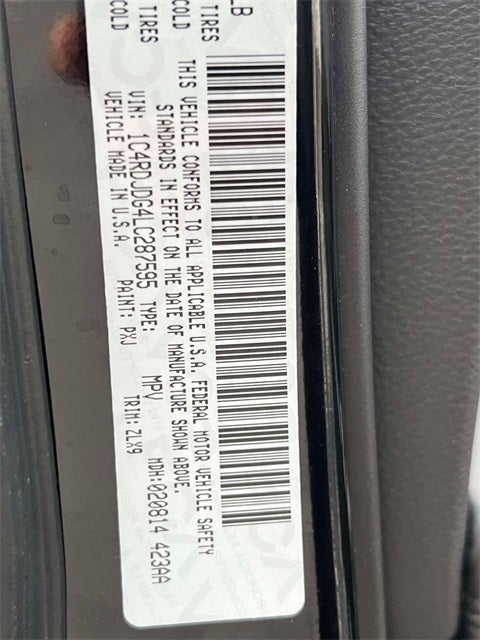 LB
TIRES
COLD
TIRES
COLD
THIS VEHICLE CONFORMS TO ALL APPLICABLE U.S.A. FEDERAL MOTOR VEHICLE SAFETY
STANDARDS IN EFFECT ON THE DATE OF MANUFACTURE SHOWN ABOVE.
VIN: 1C4RDJDG4LC287595 TYPE: MPV MDH:020814 423AA
VEHICLE MADE IN U.S.A. PAINT: PXJ TRIM: ZLX9